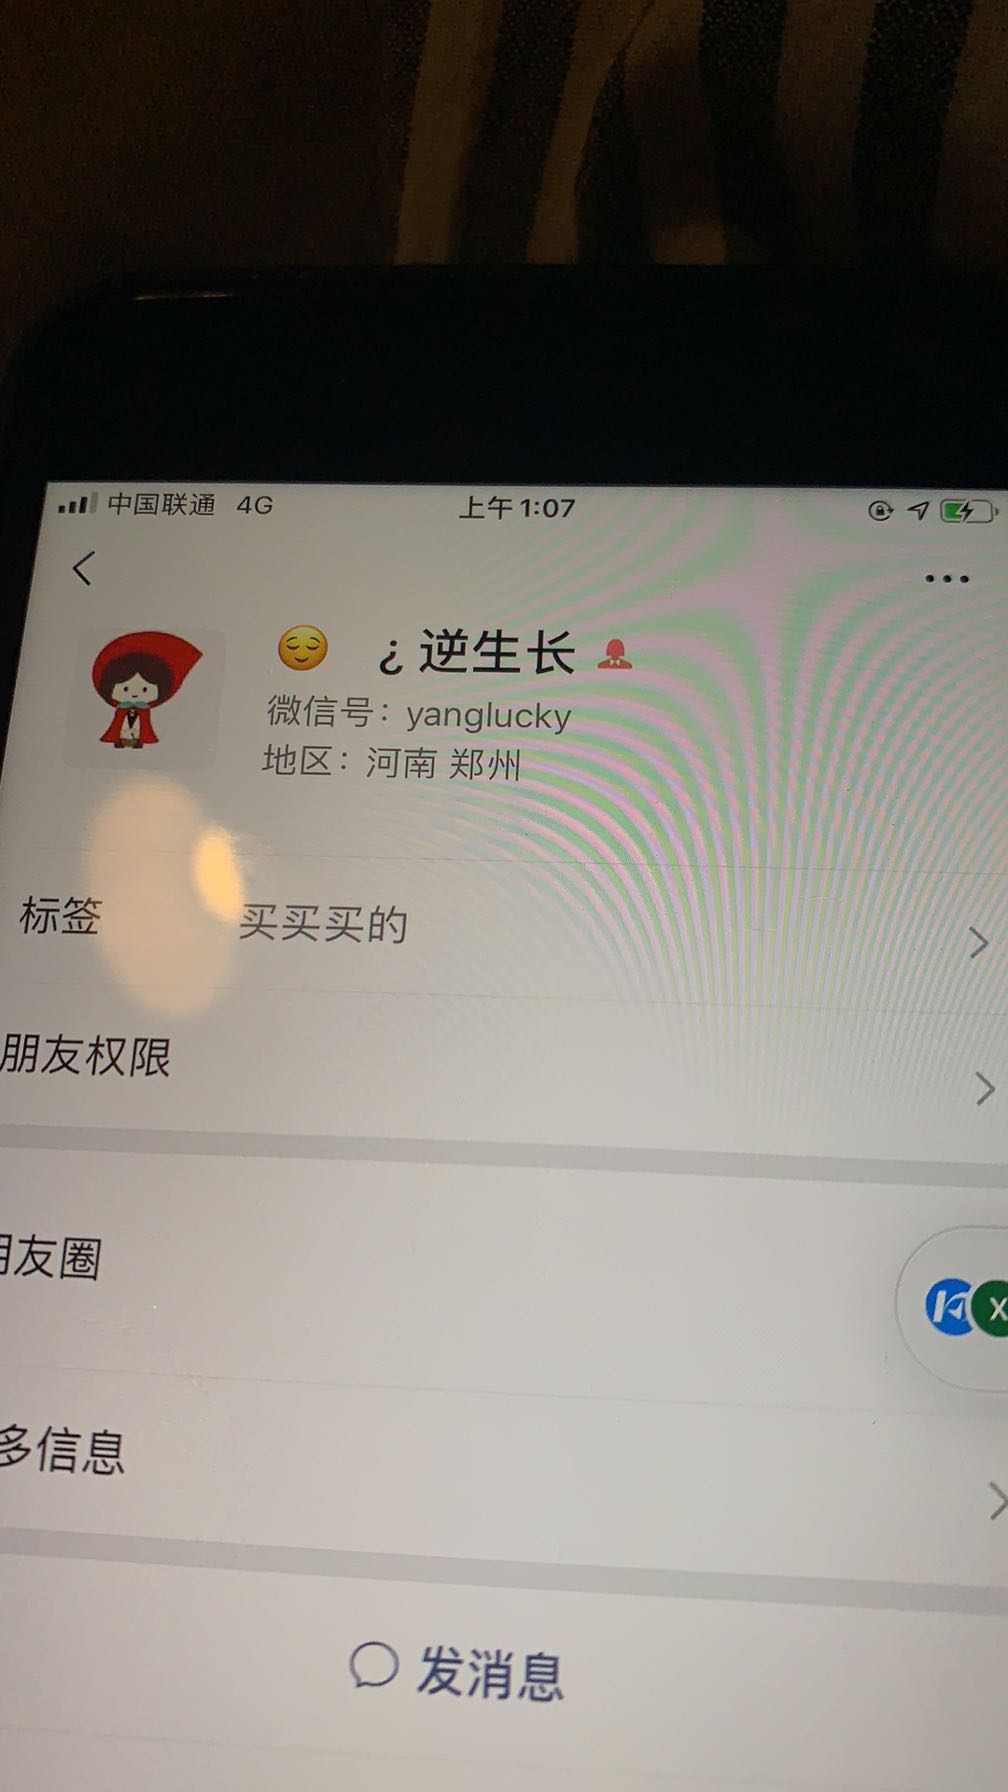 中国联通 4G 上午1:07
😌 ¿ 逆生长
微信号：yanglucky
地区：河南 郑州
标签 买买买的
朋友权限
朋友圈
X
多信息
发消息